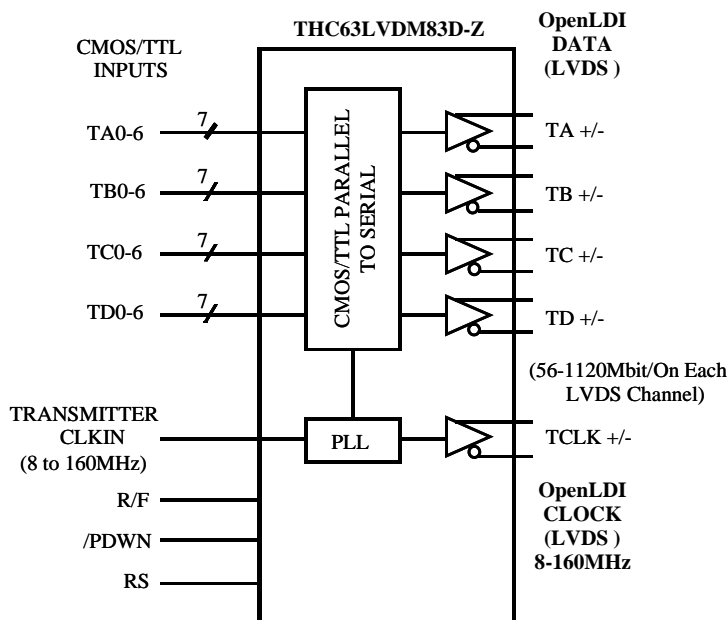 THC63LVDM83D-Z
CMOS/TTL
INPUTS
OpenLDI
DATA
(LVDS )
TA0-6
7
TA +/-
TB0-6
7
TB +/-
TC0-6
7
TC +/-
TD0-6
7
TD +/-
CMOS/TTL PARALLEL
TO SERIAL
(56-1120Mbit/On Each
LVDS Channel)
TRANSMITTER
CLKIN
(8 to 160MHz)
PLL
TCLK +/-
R/F
/PDWN
RS
OpenLDI
CLOCK
(LVDS )
8-160MHz